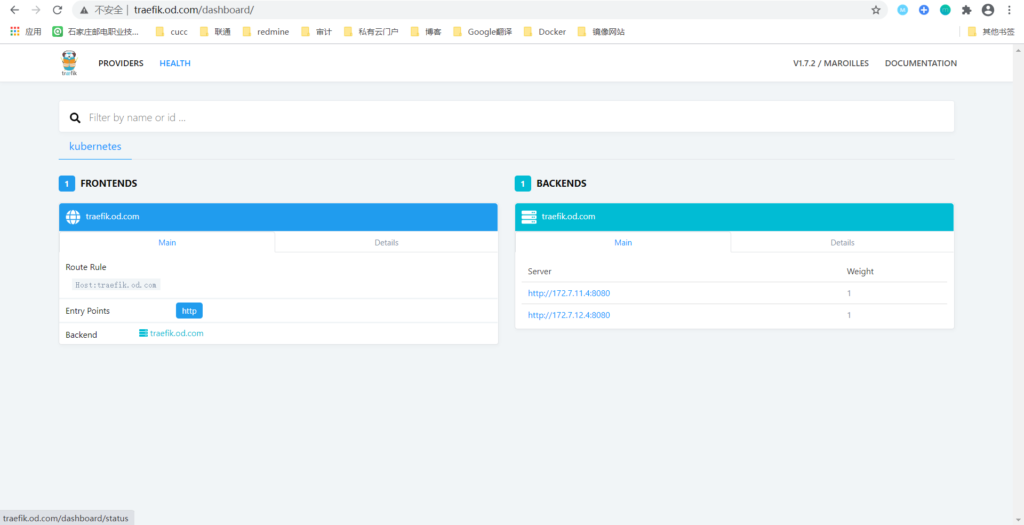 不安全 | traefik.od.com/dashboard/
应用 石家庄邮电职业技... cucc 联通 redmine 审计 私有云门户 博客 Google翻译 Docker 镜像网站 其他书签
træfik PROVIDERS HEALTH V1.7.2 / MAROILLES DOCUMENTATION
Filter by name or id ...
kubernetes
1 FRONTENDS
traefik.od.com
Main Details
Route Rule
Host:traefik.od.com
Entry Points http
Backend traefik.od.com
1 BACKENDS
traefik.od.com
Main Details
Server Weight
http://172.7.11.4:8080 1
http://172.7.12.4:8080 1
traefik.od.com/dashboard/status